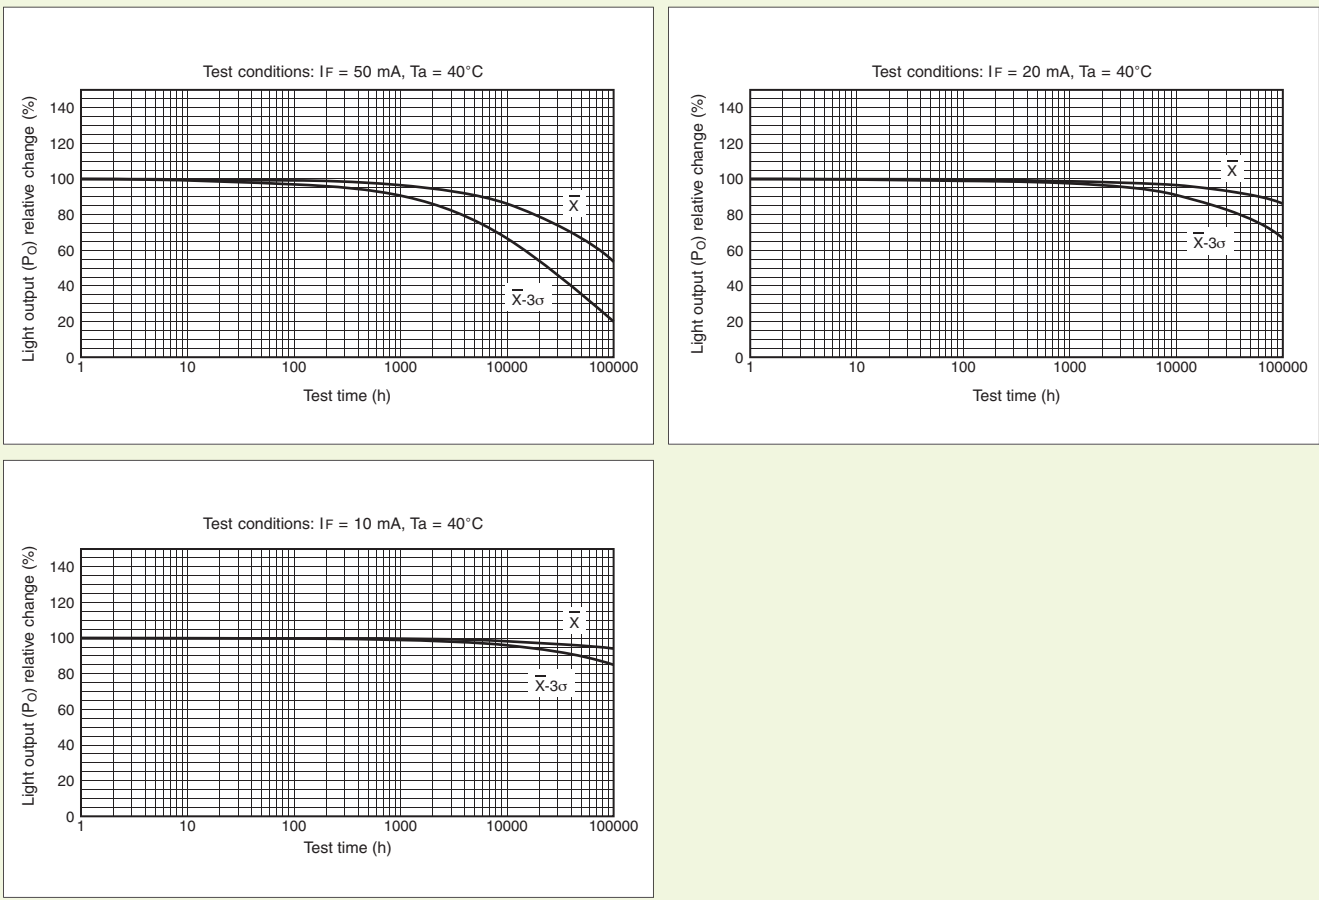 Test conditions: IF = 50 mA, Ta = 40°C
Light output (PO) relative change (%)
140
120
100
80
60
40
20
0
X̅
X̅-3σ
1 10 100 1000 10000 100000
Test time (h)
Test conditions: IF = 20 mA, Ta = 40°C
Light output (PO) relative change (%)
140
120
100
80
60
40
20
0
X̅
X̅-3σ
1 10 100 1000 10000 100000
Test time (h)
Test conditions: IF = 10 mA, Ta = 40°C
Light output (PO) relative change (%)
140
120
100
80
60
40
20
0
X̅
X̅-3σ
1 10 100 1000 10000 100000
Test time (h)